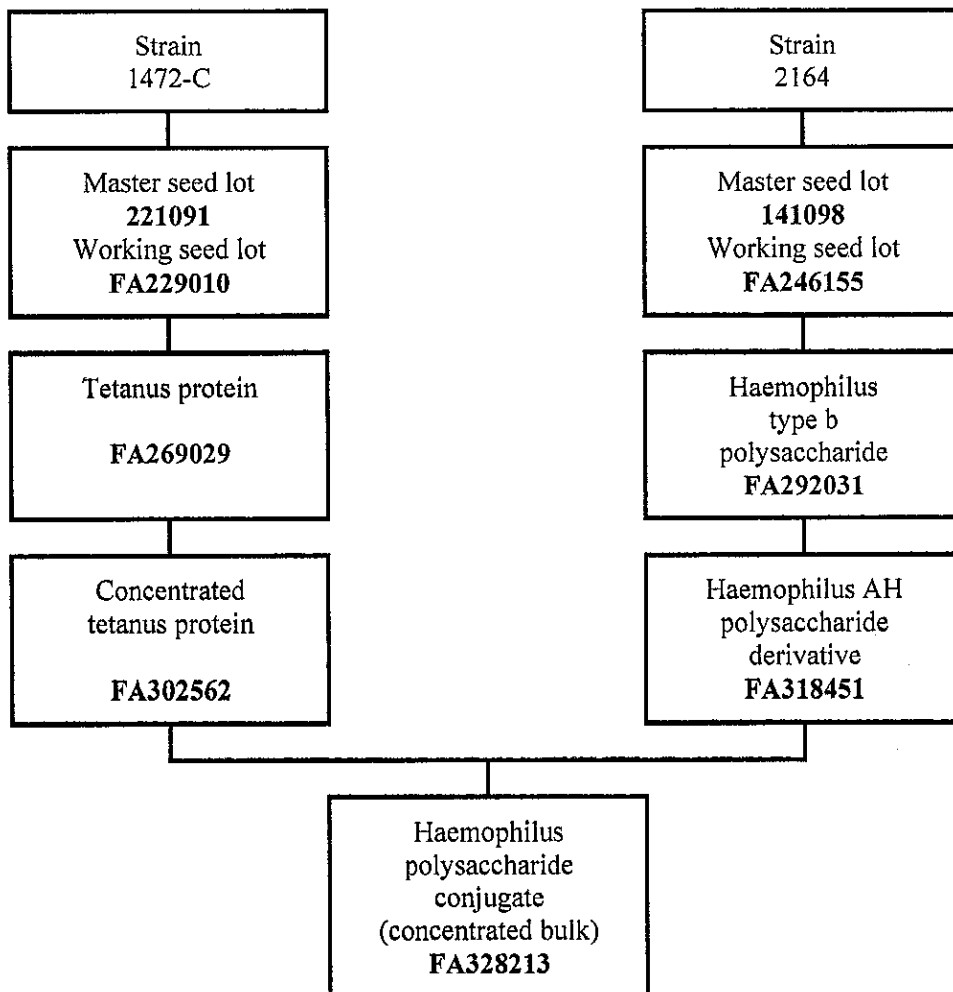 Strain
1472-C
Strain
2164
Master seed lot
221091
Working seed lot
FA229010
Master seed lot
141098
Working seed lot
FA246155
Tetanus protein
FA269029
Haemophilus
type b
polysaccharide
FA292031
Concentrated
tetanus protein
FA302562
Haemophilus AH
polysaccharide
derivative
FA318451
Haemophilus
polysaccharide
conjugate
(concentrated bulk)
FA328213